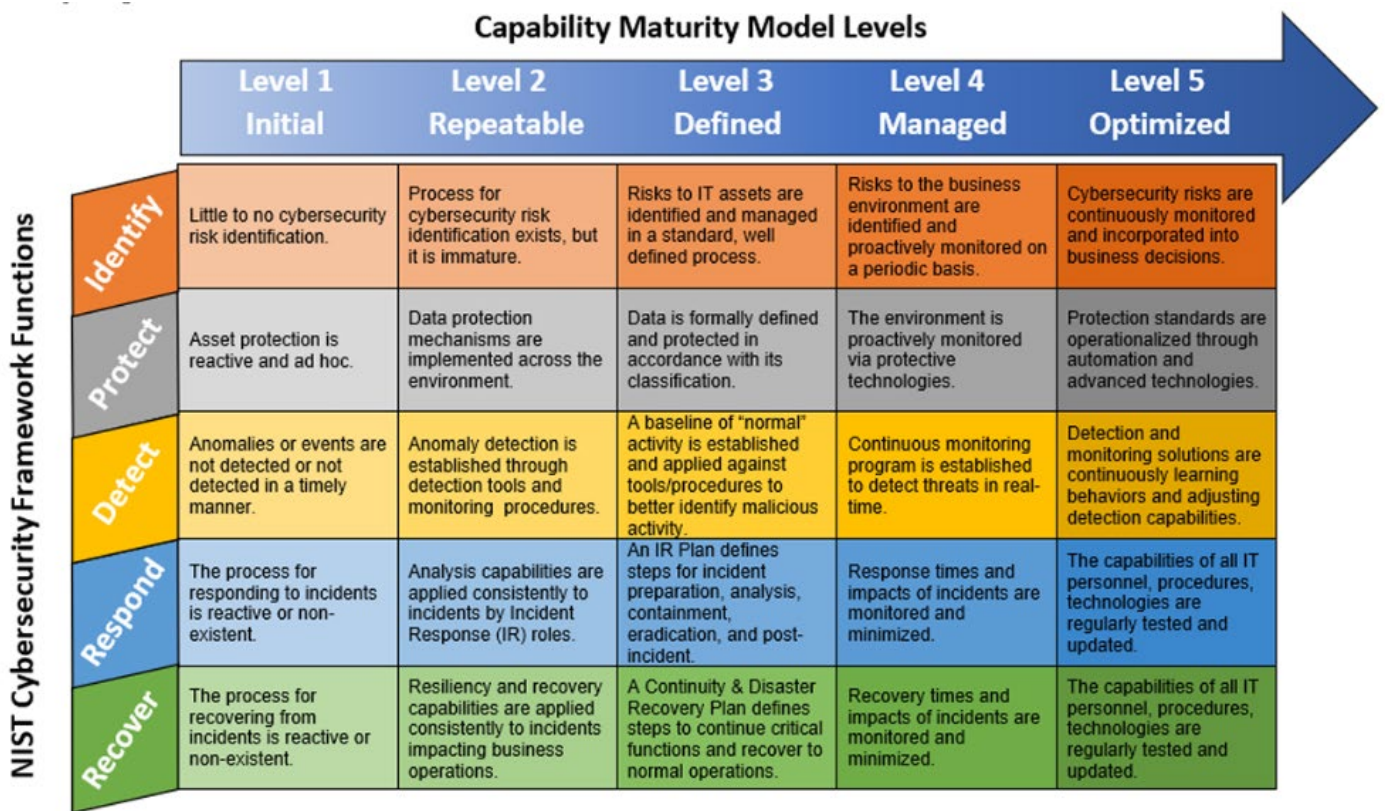 Capability Maturity Model Levels
Level 1
Initial
Level 2
Repeatable
Level 3
Defined
Level 4
Managed
Level 5
Optimized
NIST Cybersecurity Framework Functions
Identify
Little to no cybersecurity
risk identification.
Process for
cybersecurity risk
identification exists, but
it is immature.
Risks to IT assets are
identified and managed
in a standard, well
defined process.
Risks to the business
environment are
identified and
proactively monitored on
a periodic basis.
Cybersecurity risks are
continuously monitored
and incorporated into
business decisions.
Protect
Asset protection is
reactive and ad hoc.
Data protection
mechanisms are
implemented across the
environment.
Data is formally defined
and protected in
accordance with its
classification.
The environment is
proactively monitored
via protective
technologies.
Protection standards are
operationalized through
automation and
advanced technologies.
Detect
Anomalies or events are
not detected or not
detected in a timely
manner.
Anomaly detection is
established through
detection tools and
monitoring procedures.
A baseline of “normal”
activity is established
and applied against
tools/procedures to
better identify malicious
activity.
Continuous monitoring
program is established
to detect threats in real-
time.
Detection and
monitoring solutions are
continuously learning
behaviors and adjusting
detection capabilities.
Respond
The process for
responding to incidents
is reactive or non-
existent.
Analysis capabilities are
applied consistently to
incidents by Incident
Response (IR) roles.
An IR Plan defines
steps for incident
preparation, analysis,
containment,
eradication, and post-
incident.
Response times and
impacts of incidents are
monitored and
minimized.
The capabilities of all IT
personnel, procedures,
technologies are
regularly tested and
updated.
Recover
The process for
recovering from
incidents is reactive or
non-existent.
Resiliency and recovery
capabilities are applied
consistently to incidents
impacting business
operations.
A Continuity & Disaster
Recovery Plan defines
steps to continue critical
functions and recover to
normal operations.
Recovery times and
impacts of incidents are
monitored and
minimized.
The capabilities of all IT
personnel, procedures,
technologies are
regularly tested and
updated.